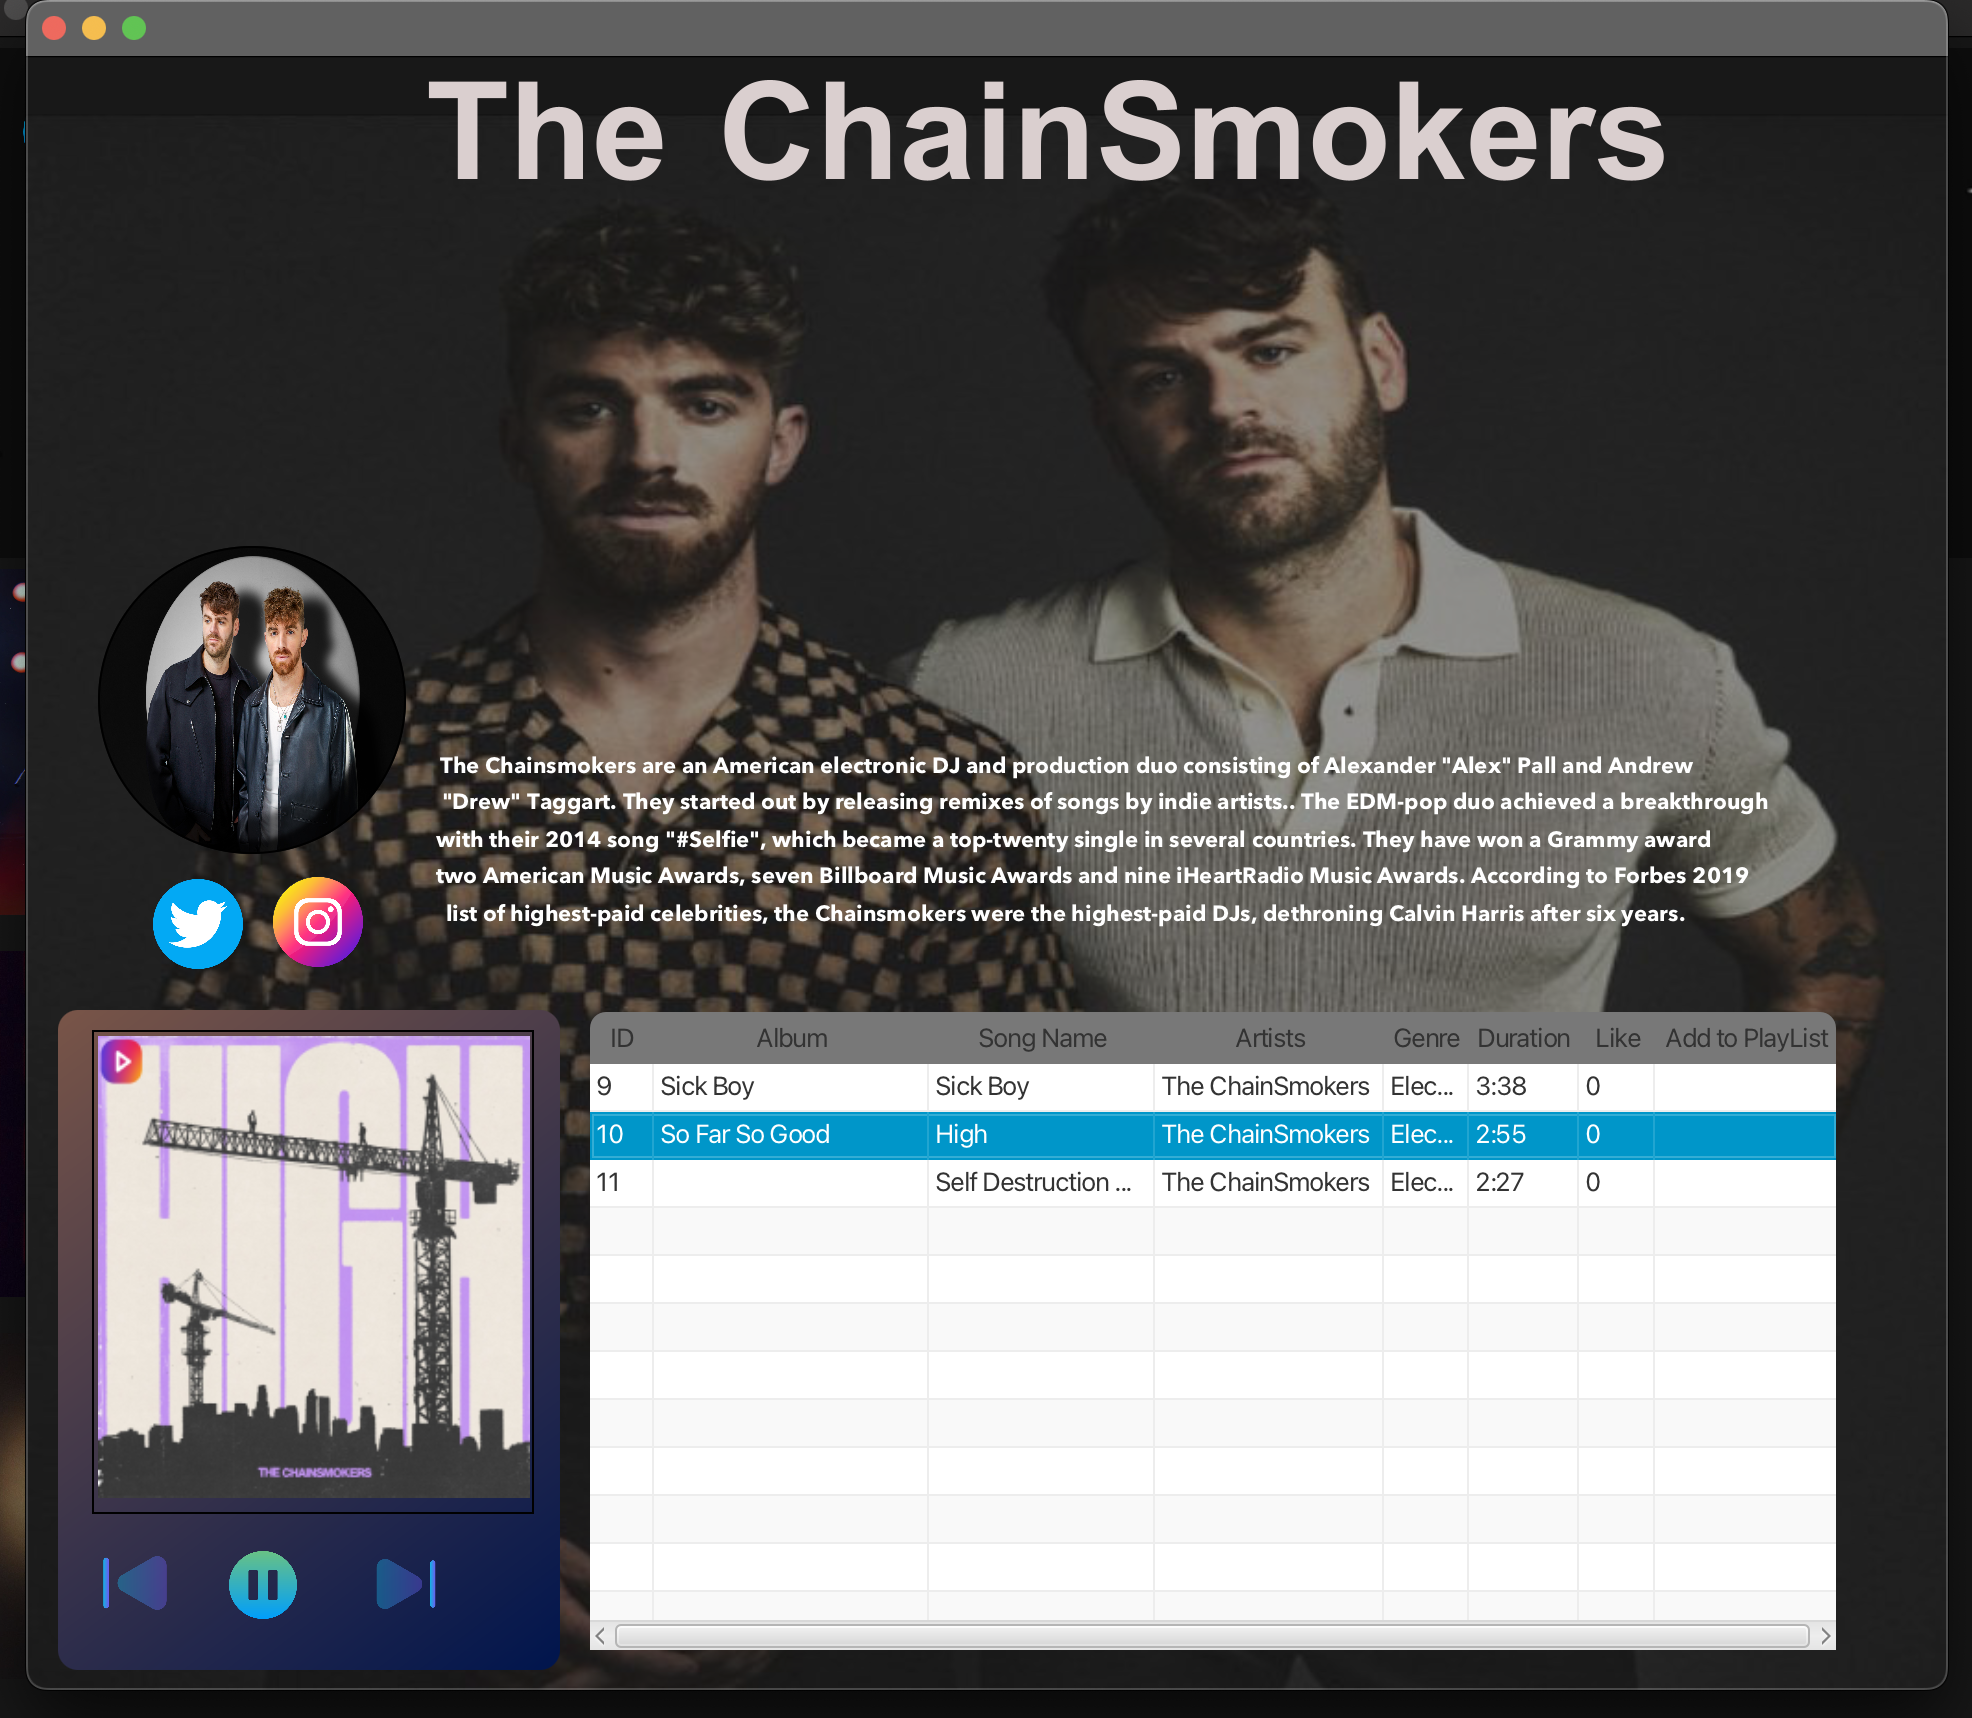 The ChainSmokers
The Chainsmokers are an American electronic DJ and production duo consisting of Alexander "Alex" Pall and Andrew
"Drew" Taggart. They started out by releasing remixes of songs by indie artists.. The EDM-pop duo achieved a breakthrough
with their 2014 song "#Selfie", which became a top-twenty single in several countries. They have won a Grammy award
two American Music Awards, seven Billboard Music Awards and nine iHeartRadio Music Awards. According to Forbes 2019
list of highest-paid celebrities, the Chainsmokers were the highest-paid DJs, dethroning Calvin Harris after six years.
HIGH
THE CHAINSMOKERS
ID Album Song Name Artists Genre Duration Like Add to PlayList
9 Sick Boy Sick Boy The ChainSmokers Elec... 3:38 0
10 So Far So Good High The ChainSmokers Elec... 2:55 0
11 Self Destruction ... The ChainSmokers Elec... 2:27 0